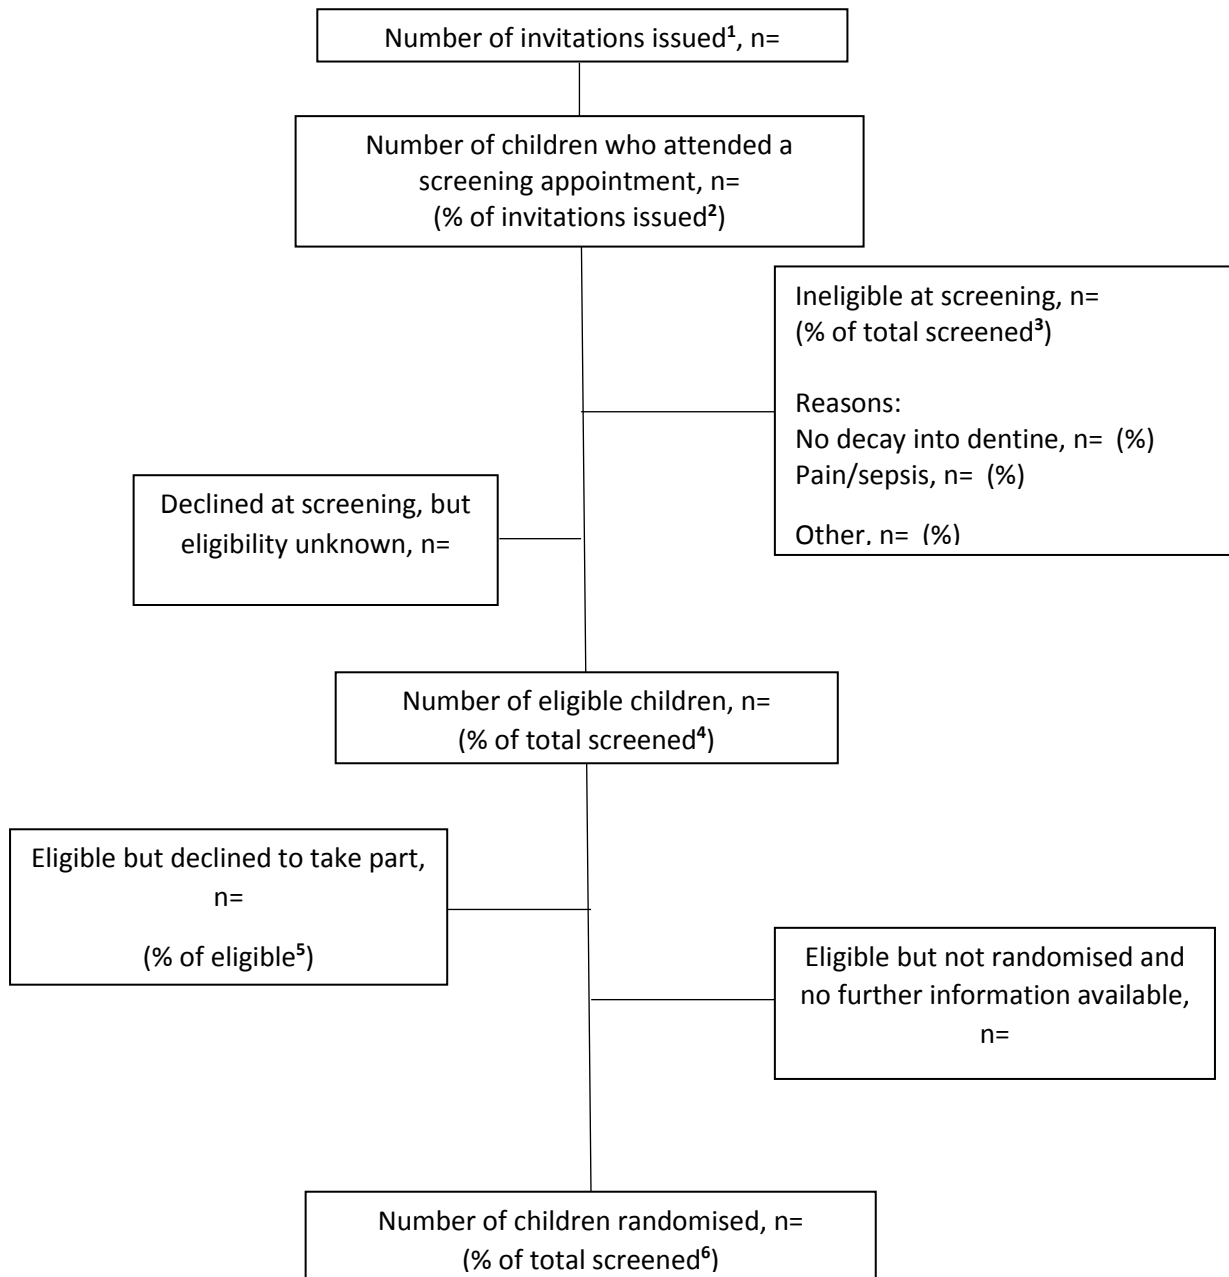 Number of invitations issued¹, n=
Number of children who attended a
screening appointment, n=
(% of invitations issued²)
Ineligible at screening, n=
(% of total screened³)
Reasons:
No decay into dentine, n=  (%)
Pain/sepsis, n=  (%)
Other, n=  (%)
Declined at screening, but
eligibility unknown, n=
Number of eligible children, n=
(% of total screened⁴)
Eligible but declined to take part,
n=
(% of eligible⁵)
Eligible but not randomised and
no further information available,
n=
Number of children randomised, n=
(% of total screened⁶)